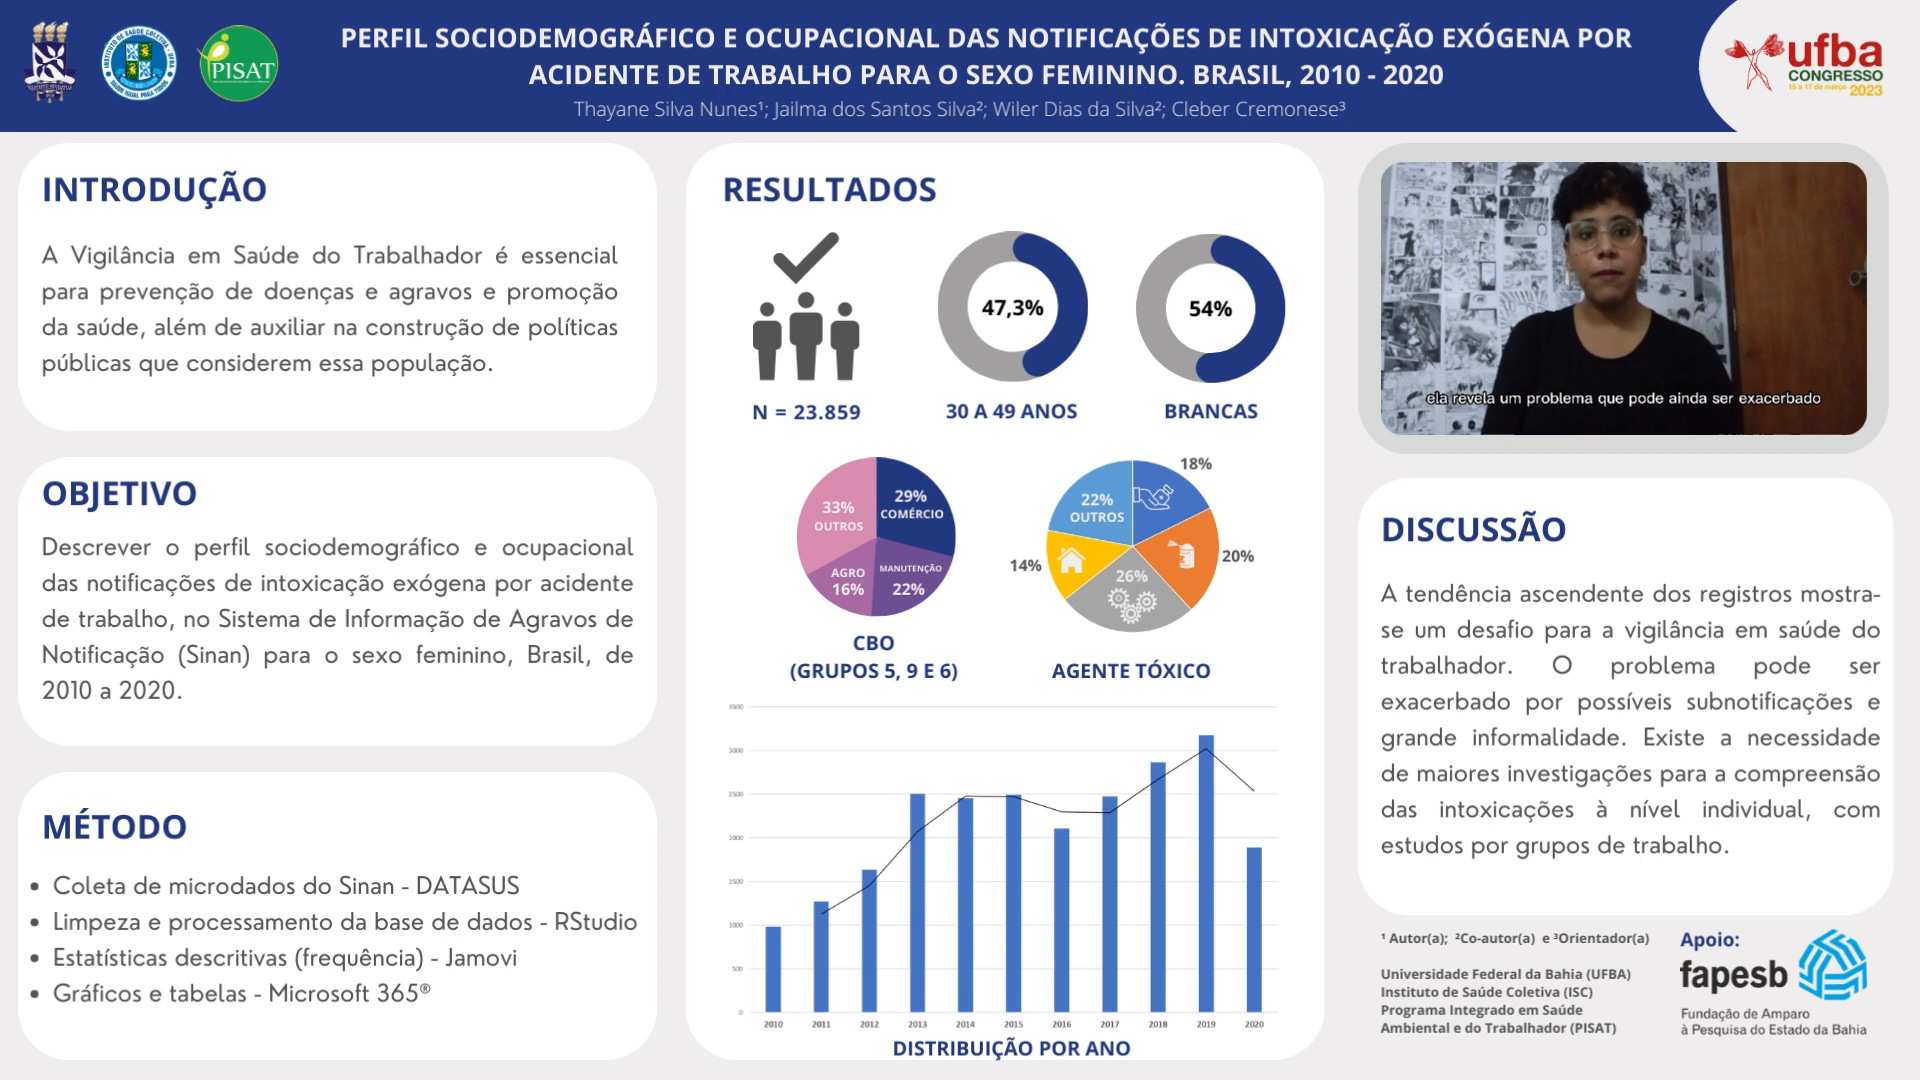 PERFIL SOCIODEMOGRÁFICO E OCUPACIONAL DAS NOTIFICAÇÕES DE INTOXICAÇÃO EXÓGENA POR
ACIDENTE DE TRABALHO PARA O SEXO FEMININO. BRASIL, 2010 - 2020
Thayane Silva Nunes¹; Jailma dos Santos Silva²; Wiler Dias da Silva²; Cleber Cremonese³
PISAT
ufba
CONGRESSO
15 a 17 de março 2023
INTRODUÇÃO
A Vigilância em Saúde do Trabalhador é essencial
para prevenção de doenças e agravos e promoção
da saúde, além de auxiliar na construção de políticas
públicas que considerem essa população.
OBJETIVO
Descrever o perfil sociodemográfico e ocupacional
das notificações de intoxicação exógena por acidente
de trabalho, no Sistema de Informação de Agravos de
Notificação (Sinan) para o sexo feminino, Brasil, de
2010 a 2020.
MÉTODO
• Coleta de microdados do Sinan - DATASUS
• Limpeza e processamento da base de dados - RStudio
• Estatísticas descritivas (frequência) - Jamovi
• Gráficos e tabelas - Microsoft 365®
RESULTADOS
47,3%
54%
N = 23.859
30 A 49 ANOS
BRANCAS
33%
OUTROS
29%
COMÉRCIO
AGRO
16%
MANUTENÇÃO
22%
CBO
(GRUPOS 5, 9 E 6)
18%
22%
OUTROS
20%
14%
26%
AGENTE TÓXICO
3500
3000
2500
2000
1500
1000
500
0
2010 2011 2012 2013 2014 2015 2016 2017 2018 2019 2020
DISTRIBUIÇÃO POR ANO
ela revela um problema que pode ainda ser exacerbado
DISCUSSÃO
A tendência ascendente dos registros mostra-
se um desafio para a vigilância em saúde do
trabalhador. O problema pode ser
exacerbado por possíveis subnotificações e
grande informalidade. Existe a necessidade
de maiores investigações para a compreensão
das intoxicações à nível individual, com
estudos por grupos de trabalho.
¹ Autor(a); ²Co-autor(a) e ³Orientador(a)
Universidade Federal da Bahia (UFBA)
Instituto de Saúde Coletiva (ISC)
Programa Integrado em Saúde
Ambiental e do Trabalhador (PISAT)
Apoio:
fapesb
Fundação de Amparo
à Pesquisa do Estado da Bahia